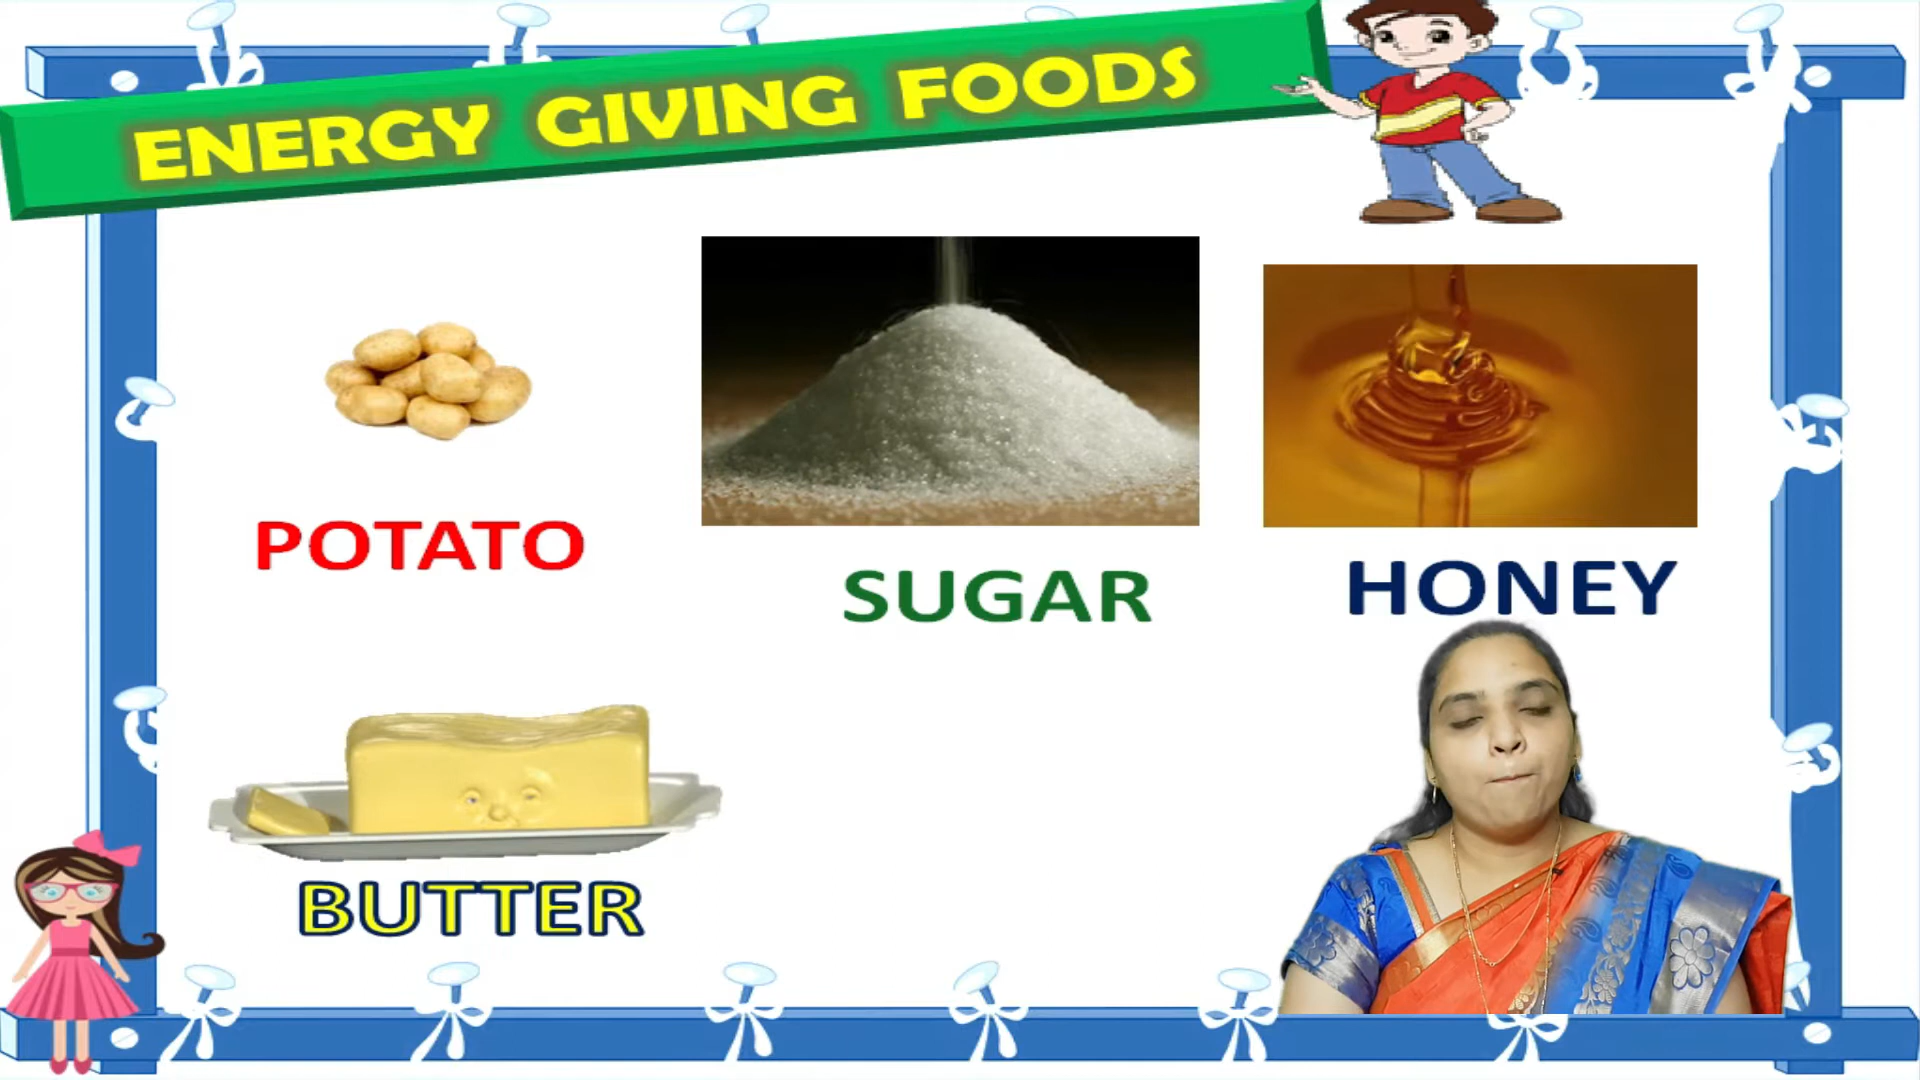 ENERGY GIVING FOODS
POTATO
SUGAR
HONEY
BUTTER